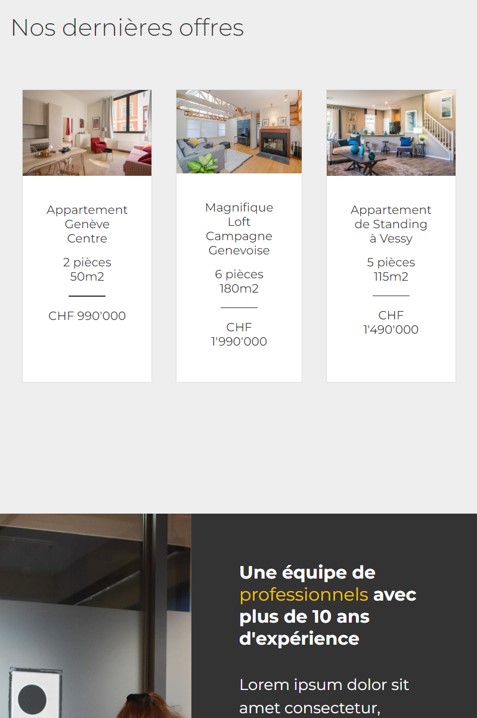 Nos dernières offres
Appartement
Genève
Centre
2 pièces
50m2
CHF 990'000
Magnifique
Loft
Campagne
Genevoise
6 pièces
180m2
CHF
1'990'000
Appartement
de Standing
à Vessy
5 pièces
115m2
CHF
1'490'000
Une équipe de
professionnels avec
plus de 10 ans
d'expérience
Lorem ipsum dolor sit
amet consectetur,